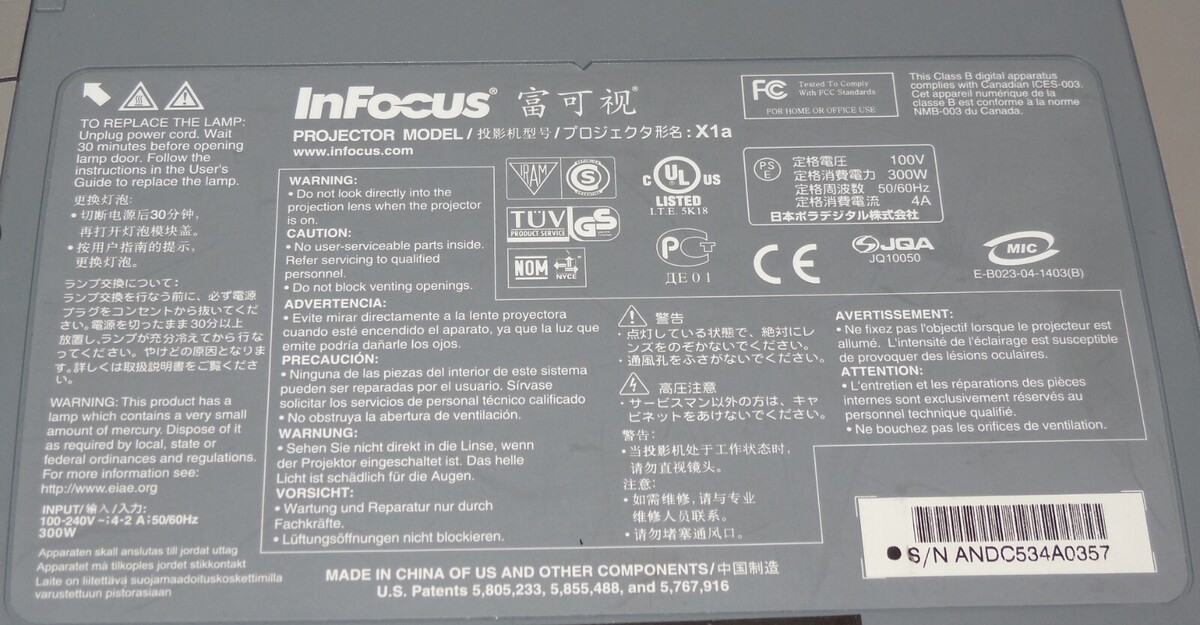 TO REPLACE THE LAMP:
Unplug power cord. Wait
30 minutes before opening
lamp door. Follow the
instructions in the User's
Guide to replace the lamp.
更换灯泡:
• 切断电源后30分钟,
再打开灯泡模块盖。
• 按用户指南的提示,
更换灯泡。
ランプ交換について:
ランプ交換を行なう前に、必ず電源
プラグをコンセントから抜いてくだ
さい。電源を切ったまま30分以上
放置し、ランプが充分冷えてから行な
ってください。やけどの原因となりま
す。詳しくは取扱説明書をご覧くださ
い。
WARNING: This product has a
lamp which contains a very small
amount of mercury. Dispose of it
as required by local, state or
federal ordinances and regulations.
For more information see:
http://www.eiae.org
INPUT/输入/入力:
100-240V ~:4-2 A;50/60Hz
300W
Apparaten skall anslutas till jordat uttag
Apparatet må tilkoples jordet stikkontakt
Laite on liitettävä suojamaadoituskoskettimilla
varustettuun pistorasiaan
InFocus® 富可视®
PROJECTOR MODEL/投影机型号/プロジェクタ形名: X1a
www.infocus.com
FC Tested To Comply
With FCC Standards
FOR HOME OR OFFICE USE
This Class B digital apparatus
complies with Canadian ICES-003.
Cet appareil numérique de la
classe B est conforme à la norme
NMB-003 du Canada.
WARNING:
• Do not look directly into the
projection lens when the projector
is on.
CAUTION:
• No user-serviceable parts inside.
Refer servicing to qualified
personnel.
• Do not block venting openings.
ADVERTENCIA:
• Evite mirar directamente a la lente proyectora
cuando esté encendido el aparato, ya que la luz que
emite podría dañarle los ojos.
PRECAUCIÓN:
• Ninguna de las piezas del interior de este sistema
pueden ser reparadas por el usuario. Sírvase
solicitar los servicios de personal técnico calificado
• No obstruya la abertura de ventilación.
WARNUNG:
• Sehen Sie nicht direkt in die Linse, wenn
der Projektor eingeschaltet ist. Das helle
Licht ist schädlich für die Augen.
VORSICHT:
• Wartung und Reparatur nur durch
Fachkräfte.
• Lüftungsöffnungen nicht blockieren.
IRAM
S
TÜV
PRODUCT SERVICE
GS
NOM
NYCE
C UL US
LISTED
I.T.E. 5K18
PCT
ДЕ 0 1
PS
E
定格電圧 100V
定格消費電力 300W
定格周波数 50/60Hz
定格消費電流 4A
日本ポラデジタル株式会社
CE
JQA
JQ10050
MIC
E-B023-04-1403(B)
警告
・点灯している状態で、絶対にレ
ンズをのぞかないでください。
・通風孔をふさがないでください。
高圧注意
・サービスマン以外の方は、キャ
ビネットをあけないでください。
警告:
• 当投影机处于工作状态时,
请勿直视镜头。
注意:
• 如需维修,请与专业
维修人员联系。
• 请勿堵塞通风口。
AVERTISSEMENT:
• Ne fixez pas l'objectif lorsque le projecteur est
allumé. L'intensité de l'éclairage est susceptible
de provoquer des lésions oculaires.
ATTENTION:
• L'entretien et les réparations des pièces
internes sont exclusivement réservés au
personnel technique qualifié.
• Ne bouchez pas les orifices de ventilation.
S/N ANDC534A0357
MADE IN CHINA OF US AND OTHER COMPONENTS/中国制造
U.S. Patents 5,805,233, 5,855,488, and 5,767,916